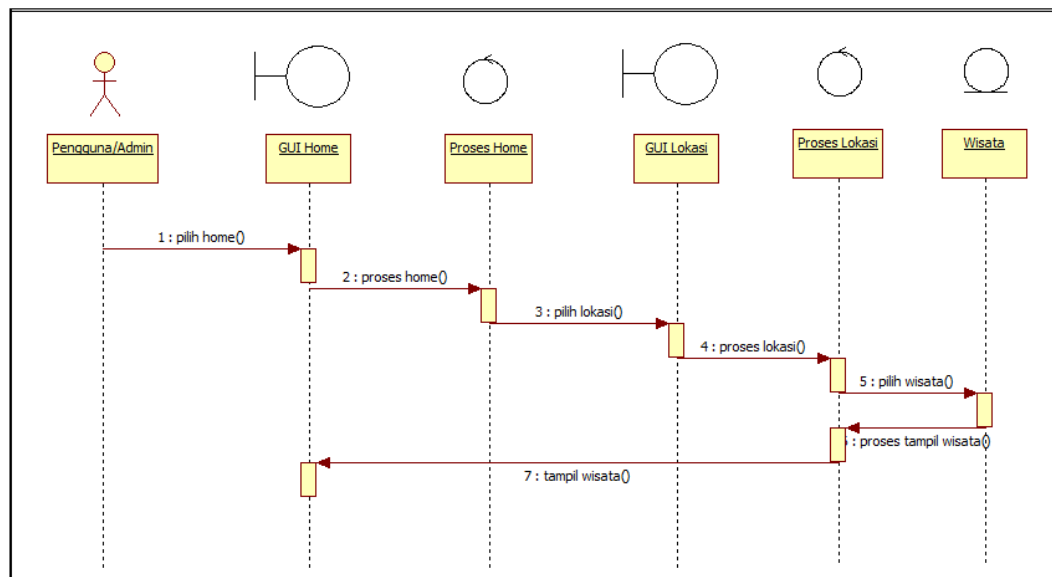 Pengguna/Admin
GUI Home
Proses Home
GUI Lokasi
Proses Lokasi
Wisata
1 : pilih home()
2 : proses home()
3 : pilih lokasi()
4 : proses lokasi()
5 : pilih wisata()
6 : proses tampil wisata()
7 : tampil wisata()